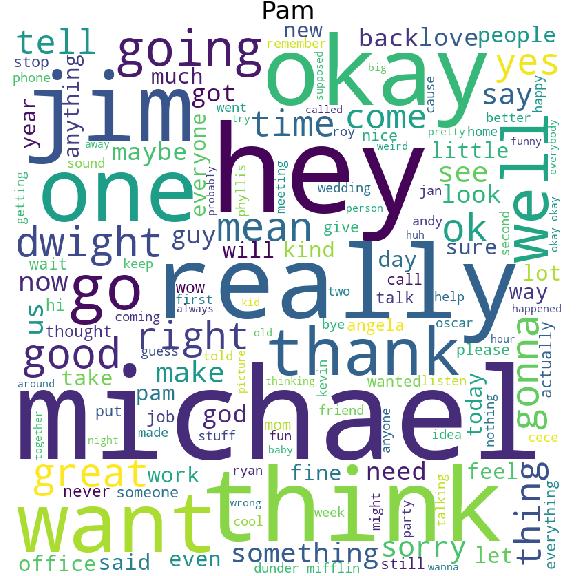 Pam
tell going okay new back love people
stop phone jim much got remember supposed big yes
year anything went called cause say happy
maybe time come roy nice better home
away try pretty funny
sound everyone probably hey weird little well everybody
getting one phyllis meeting wedding jan see
person look
dwight guy mean give andy huh ok second okay okay
wait keep will kind day sure
now hi wow go really call lot happened
us coming first kid two talk help way
thought always bye oscar hour
good right old thank angela please gonna actually
around guess told picture thinking kevin wanted listen today
take make friend idea nothing
pam put job god michael anyone coce
together made stuff mom fun
night baby
great work ryan fine need feel thing everything
never someone wrong week might talking
want cool think party
office said even something sorry let
dunder mifflin still wanna